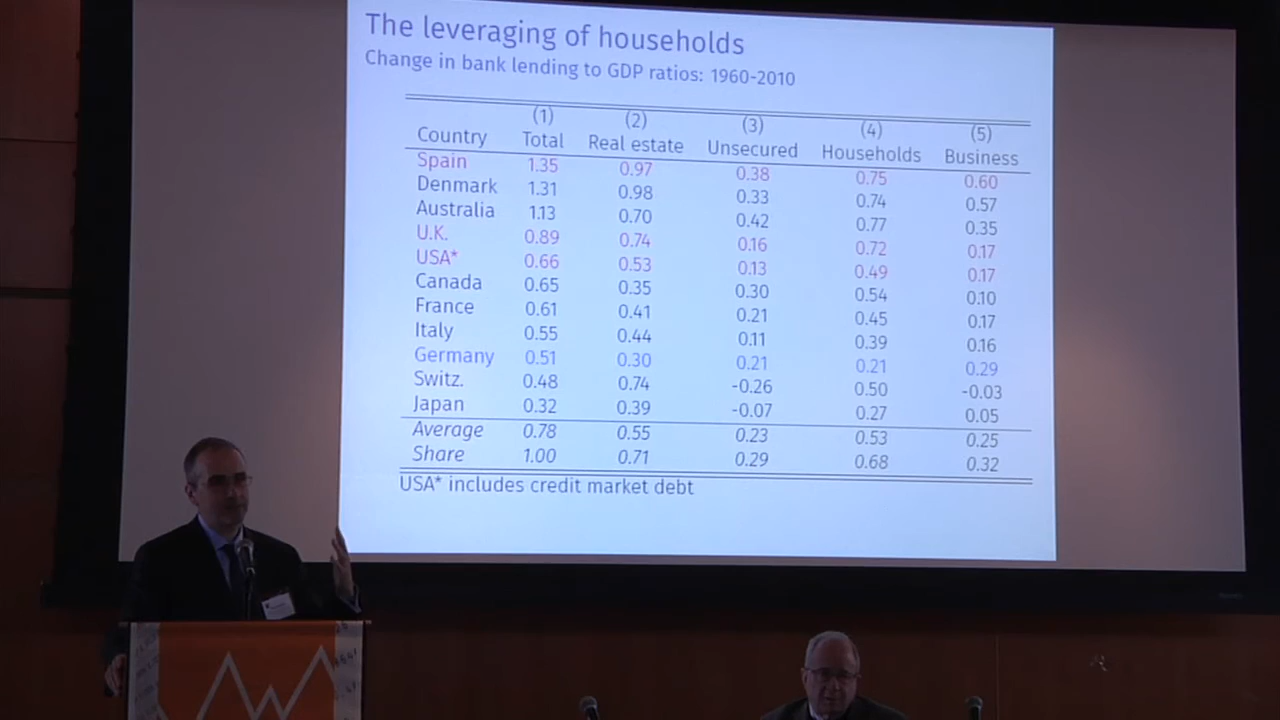 The leveraging of households
Change in bank lending to GDP ratios: 1960-2010
(1) (2) (3) (4) (5)
Country Total Real estate Unsecured Households Business
Spain 1.35 0.97 0.38 0.75 0.60
Denmark 1.31 0.98 0.33 0.74 0.57
Australia 1.13 0.70 0.42 0.77 0.35
U.K. 0.89 0.74 0.16 0.72 0.17
USA* 0.66 0.53 0.13 0.49 0.17
Canada 0.65 0.35 0.30 0.54 0.10
France 0.61 0.41 0.21 0.45 0.17
Italy 0.55 0.44 0.11 0.39 0.16
Germany 0.51 0.30 0.21 0.21 0.29
Switz. 0.48 0.74 -0.26 0.50 -0.03
Japan 0.32 0.39 -0.07 0.27 0.05
Average 0.78 0.55 0.23 0.53 0.25
Share 1.00 0.71 0.29 0.68 0.32
USA* includes credit market debt